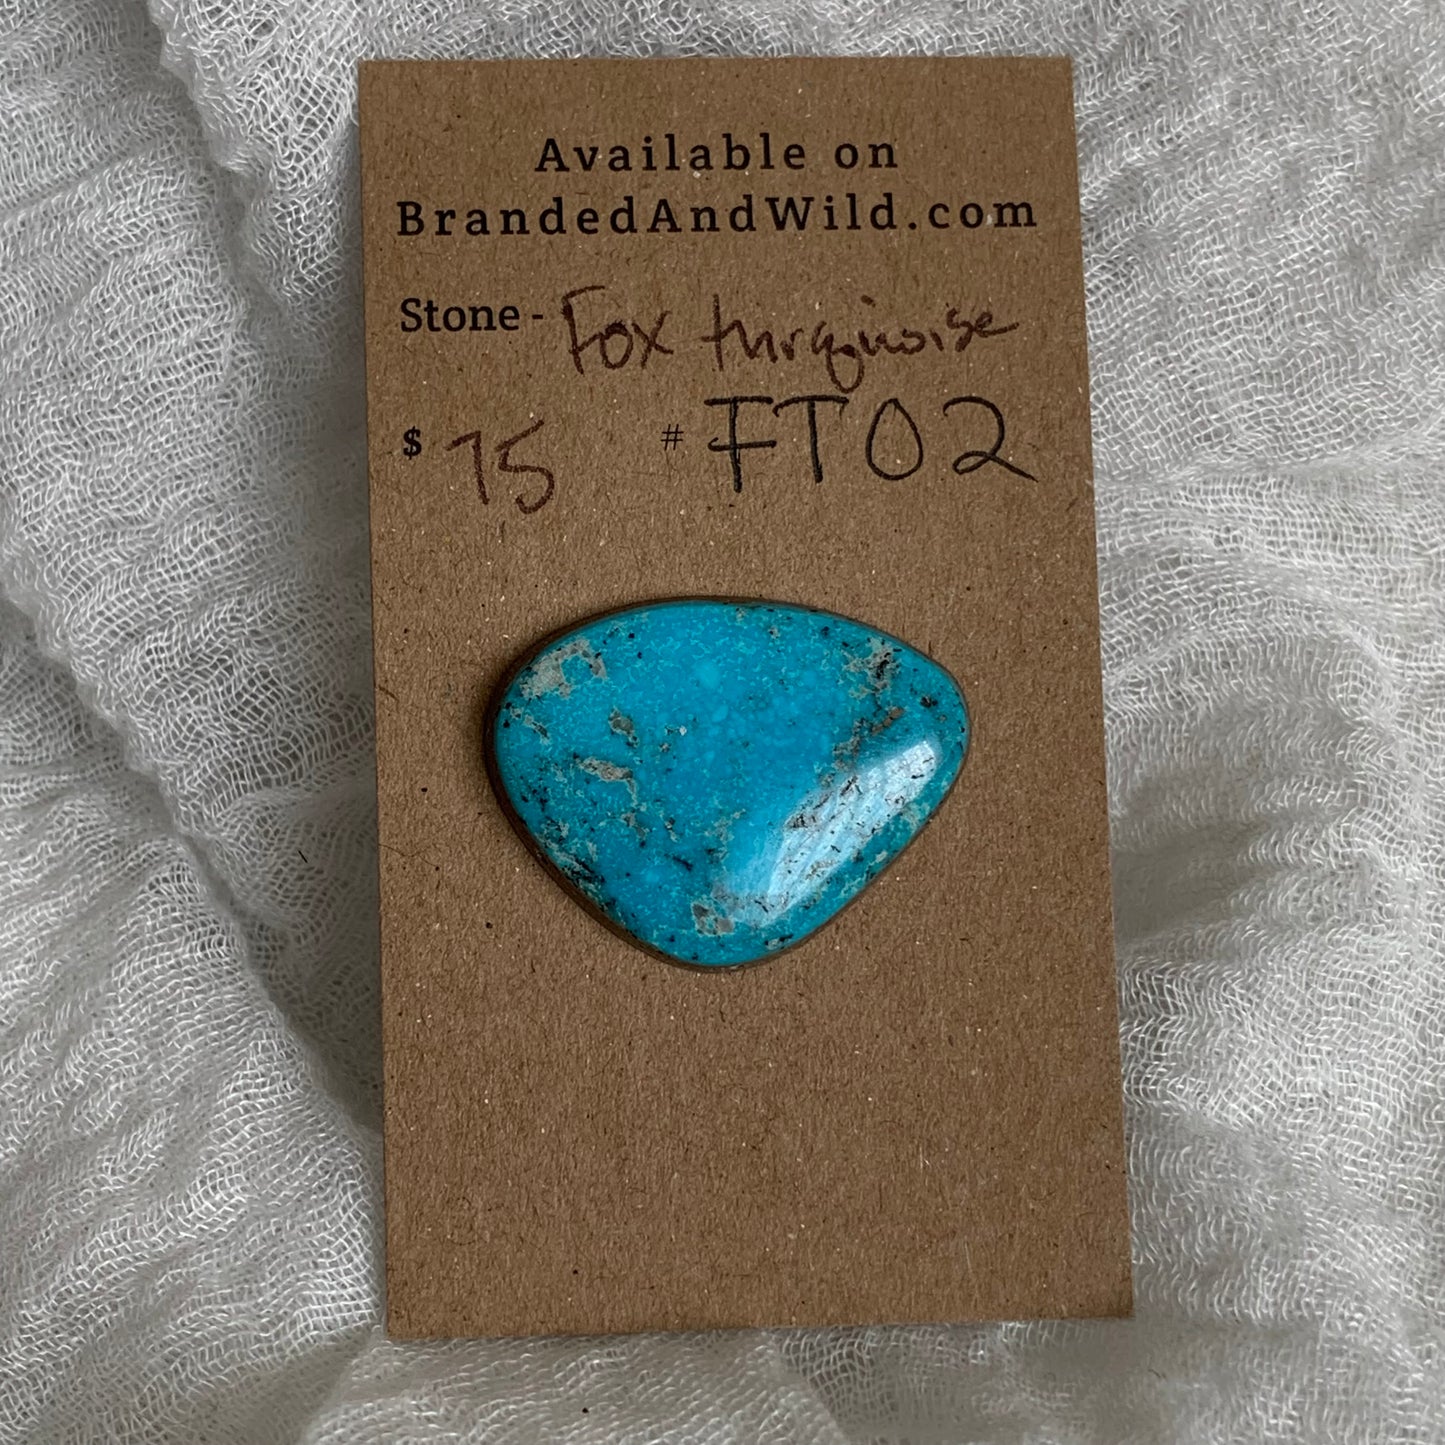 Available on
BrandedAndWild.com
Stone - Fox turquoise
$ 75 # FT02